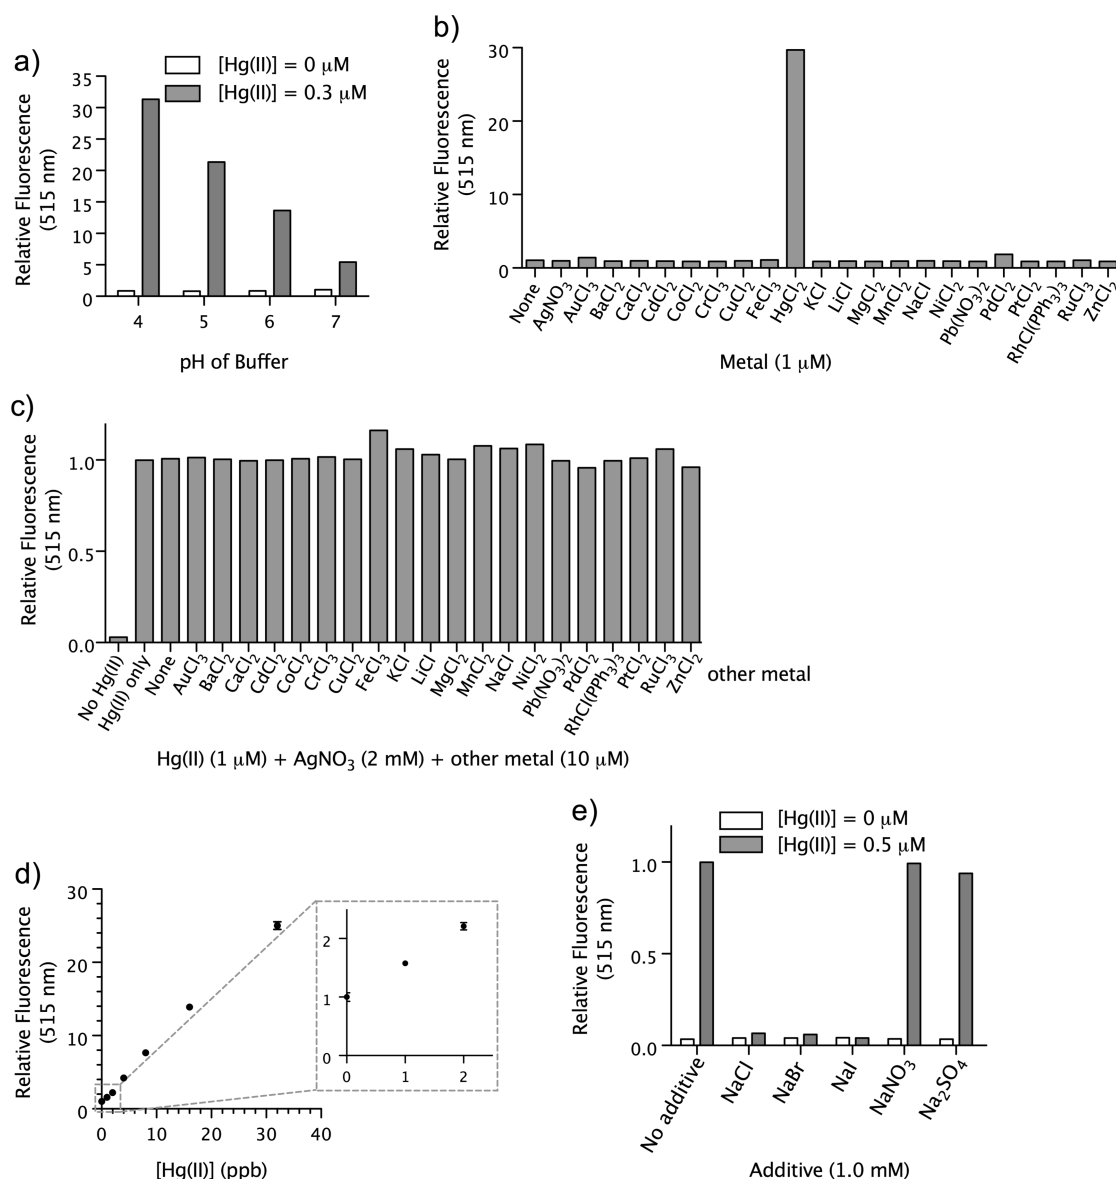 a)
[Hg(II)] = 0 μM
[Hg(II)] = 0.3 μM
Relative Fluorescence
(515 nm)
35
30
25
20
15
10
5
0
4 5 6 7
pH of Buffer
b)
Relative Fluorescence
(515 nm)
30
20
10
0
None
AgNO₃
AuCl₃
BaCl₂
CaCl₂
CdCl₂
CoCl₂
CrCl₃
CuCl₂
FeCl₃
HgCl₂
KCl
LiCl
MgCl₂
MnCl₂
NaCl
NiCl₂
Pb(NO₃)₂
PdCl₂
PtCl₂
RhCl(PPh₃)₃
RuCl₃
ZnCl₂
Metal (1 μM)
c)
Relative Fluorescence
(515 nm)
1.0
0.5
0.0
No Hg(II)
Hg(II) only
None
AuCl₃
BaCl₂
CaCl₂
CdCl₂
CoCl₂
CrCl₃
CuCl₂
FeCl₃
KCl
LiCl
MgCl₂
MnCl₂
NaCl
NiCl₂
Pb(NO₃)₂
PdCl₂
RhCl(PPh₃)₃
PtCl₂
RuCl₃
ZnCl₂
other metal
Hg(II) (1 μM) + AgNO₃ (2 mM) + other metal (10 μM)
d)
Relative Fluorescence
(515 nm)
30
20
10
0
0 10 20 30 40
[Hg(II)] (ppb)
2
1
0
0 1 2
e)
[Hg(II)] = 0 μM
[Hg(II)] = 0.5 μM
Relative Fluorescence
(515 nm)
1.0
0.5
0.0
No additive
NaCl
NaBr
NaI
NaNO₃
Na₂SO₄
Additive (1.0 mM)